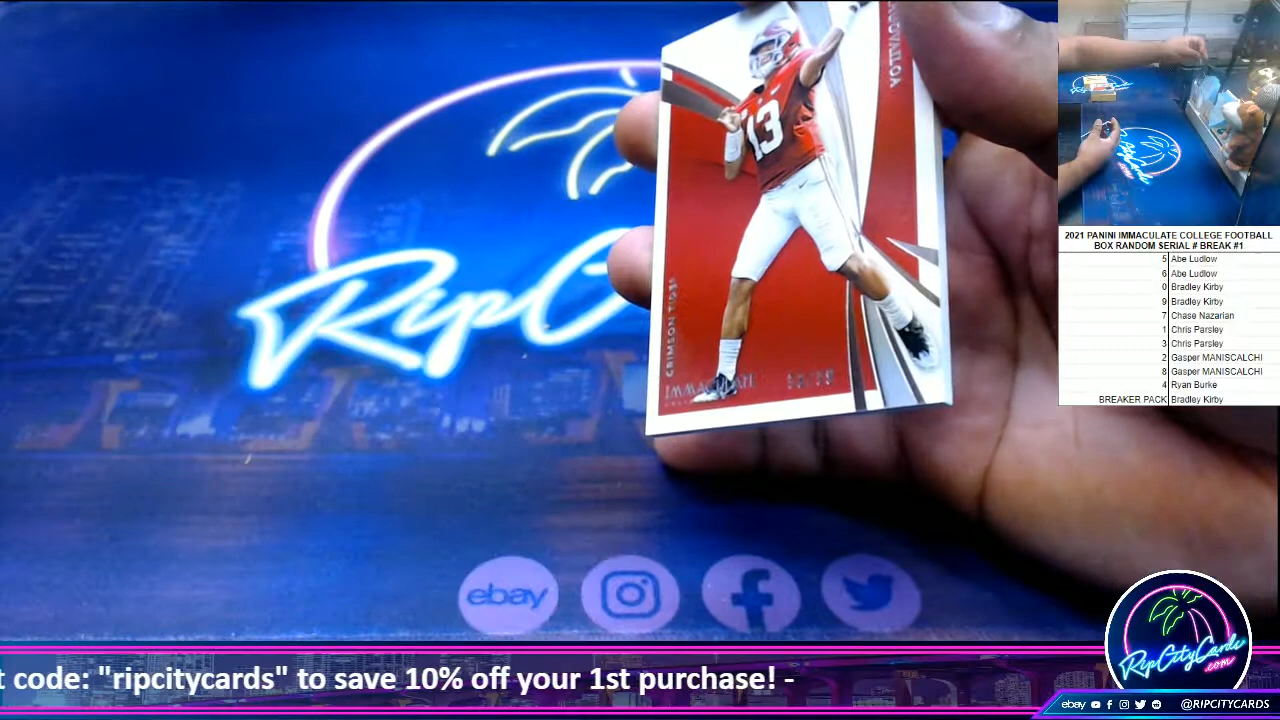 13
CRIMSON TIDE
IMMACULATE
RipC
ebay
t code: "ripcitycards" to save 10% off your 1st purchase! -
2021 PANINI IMMACULATE COLLEGE FOOTBALL
BOX RANDOM SERIAL # BREAK #1
5 Abe Ludlow
6 Abe Ludlow
0 Bradley Kirby
9 Bradley Kirby
7 Chase Nazarian
1 Chris Parsley
3 Chris Parsley
2 Gasper MANISCALCHI
8 Gasper MANISCALCHI
4 Ryan Burke
BREAKER PACK Bradley Kirby
RipCityCards
.com
ebay @RIPCITYCARDS